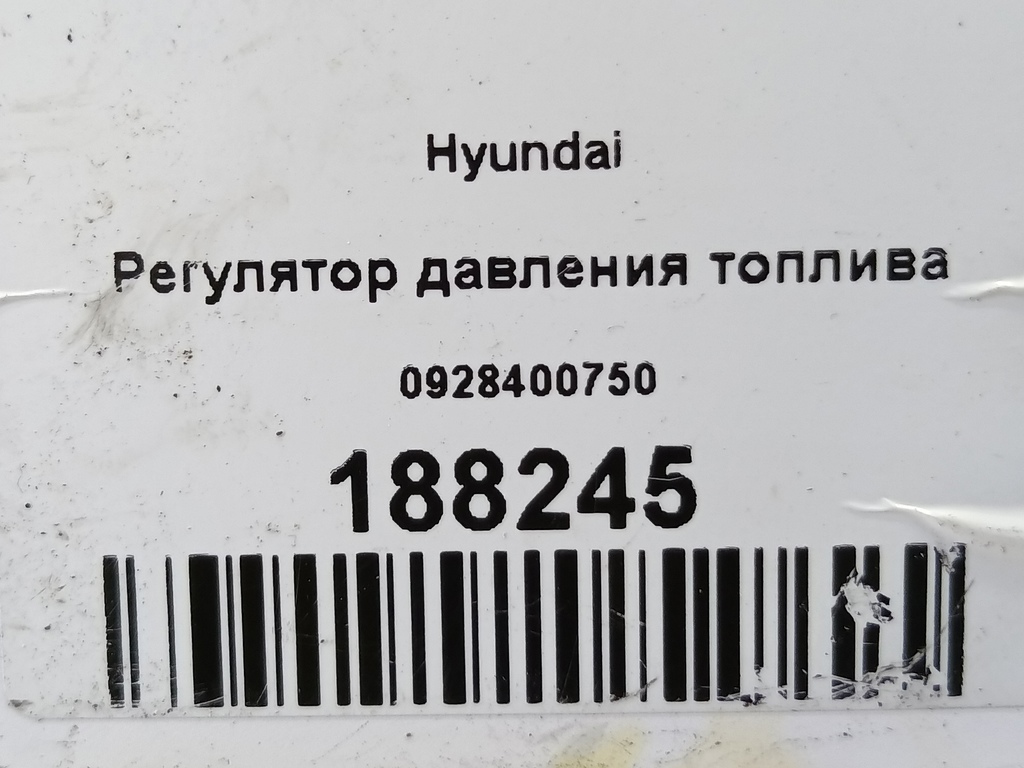 Hyundai
Регулятор давления топлива
0928400750
188245